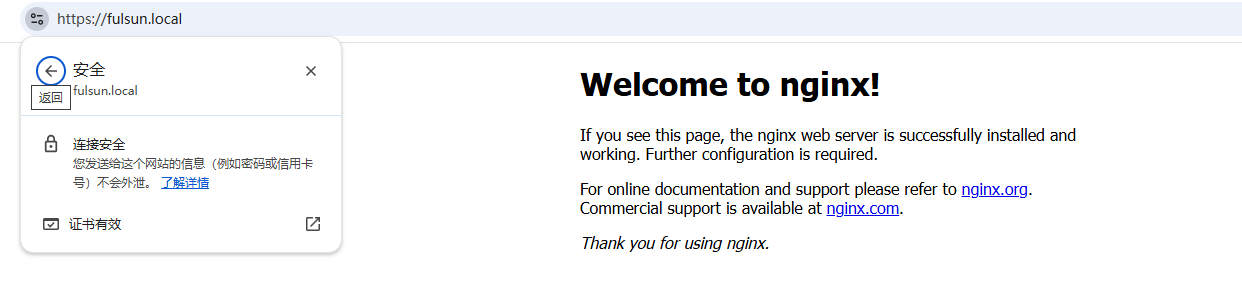 https://fulsun.local
安全
fulsun.local
返回
连接安全
您发送给这个网站的信息（例如密码或信用卡
号）不会外泄。 了解详情
证书有效
Welcome to nginx!
If you see this page, the nginx web server is successfully installed and
working. Further configuration is required.
For online documentation and support please refer to nginx.org.
Commercial support is available at nginx.com.
Thank you for using nginx.